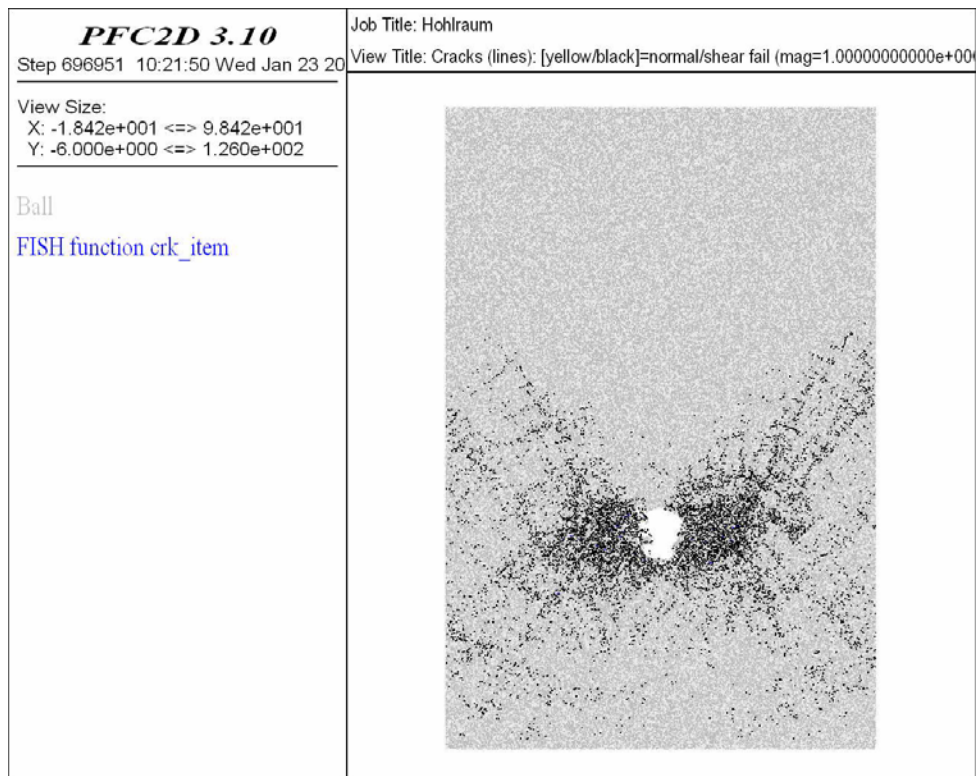 PFC2D 3.10
Step 696951 10:21:50 Wed Jan 23 20
View Size:
X: -1.842e+001 <=> 9.842e+001
Y: -6.000e+000 <=> 1.260e+002
Ball
FISH function crk_item
Job Title: Hohlraum
View Title: Cracks (lines): [yellow/black]=normal/shear fail (mag=1.00000000000e+00